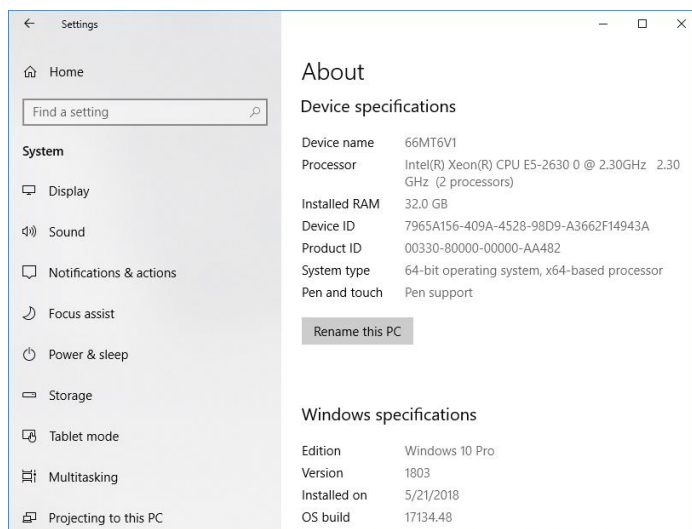 Settings
Home
Find a setting
System
Display
Sound
Notifications & actions
Focus assist
Power & sleep
Storage
Tablet mode
Multitasking
Projecting to this PC
About
Device specifications
Device name 66MT6V1
Processor Intel(R) Xeon(R) CPU E5-2630 0 @ 2.30GHz 2.30
GHz (2 processors)
Installed RAM 32.0 GB
Device ID 7965A156-409A-4528-98D9-A3662F14943A
Product ID 00330-80000-00000-AA482
System type 64-bit operating system, x64-based processor
Pen and touch Pen support
Rename this PC
Windows specifications
Edition Windows 10 Pro
Version 1803
Installed on 5/21/2018
OS build 17134.48